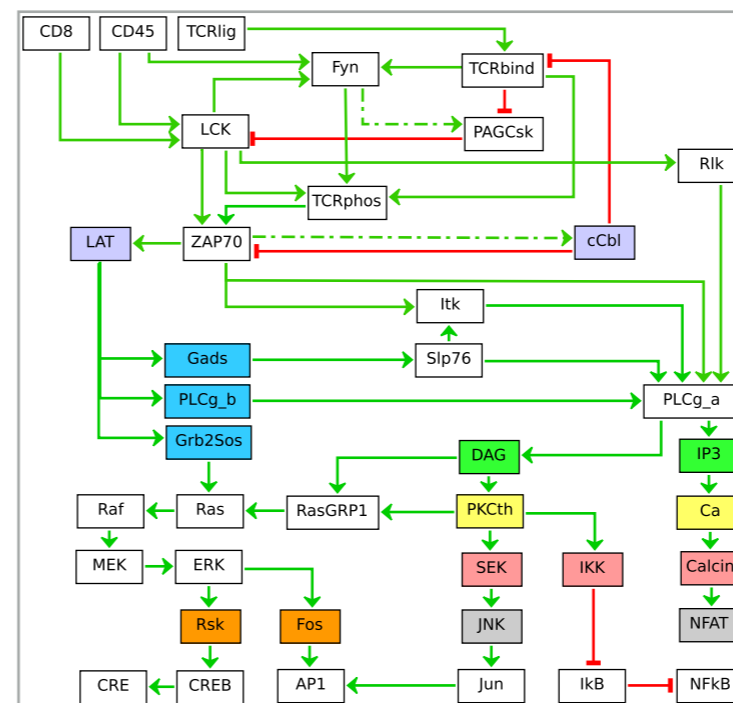 CD8
CD45
TCRlig
Fyn
TCRbind
LCK
PAGCsk
Rlk
TCRphos
LAT
ZAP70
cCbl
Itk
Gads
Slp76
PLCg_b
PLCg_a
Grb2Sos
DAG
IP3
Raf
Ras
RasGRP1
PKCth
Ca
MEK
ERK
SEK
IKK
Calcin
Rsk
Fos
JNK
NFAT
CRE
CREB
AP1
Jun
IkB
NFkB